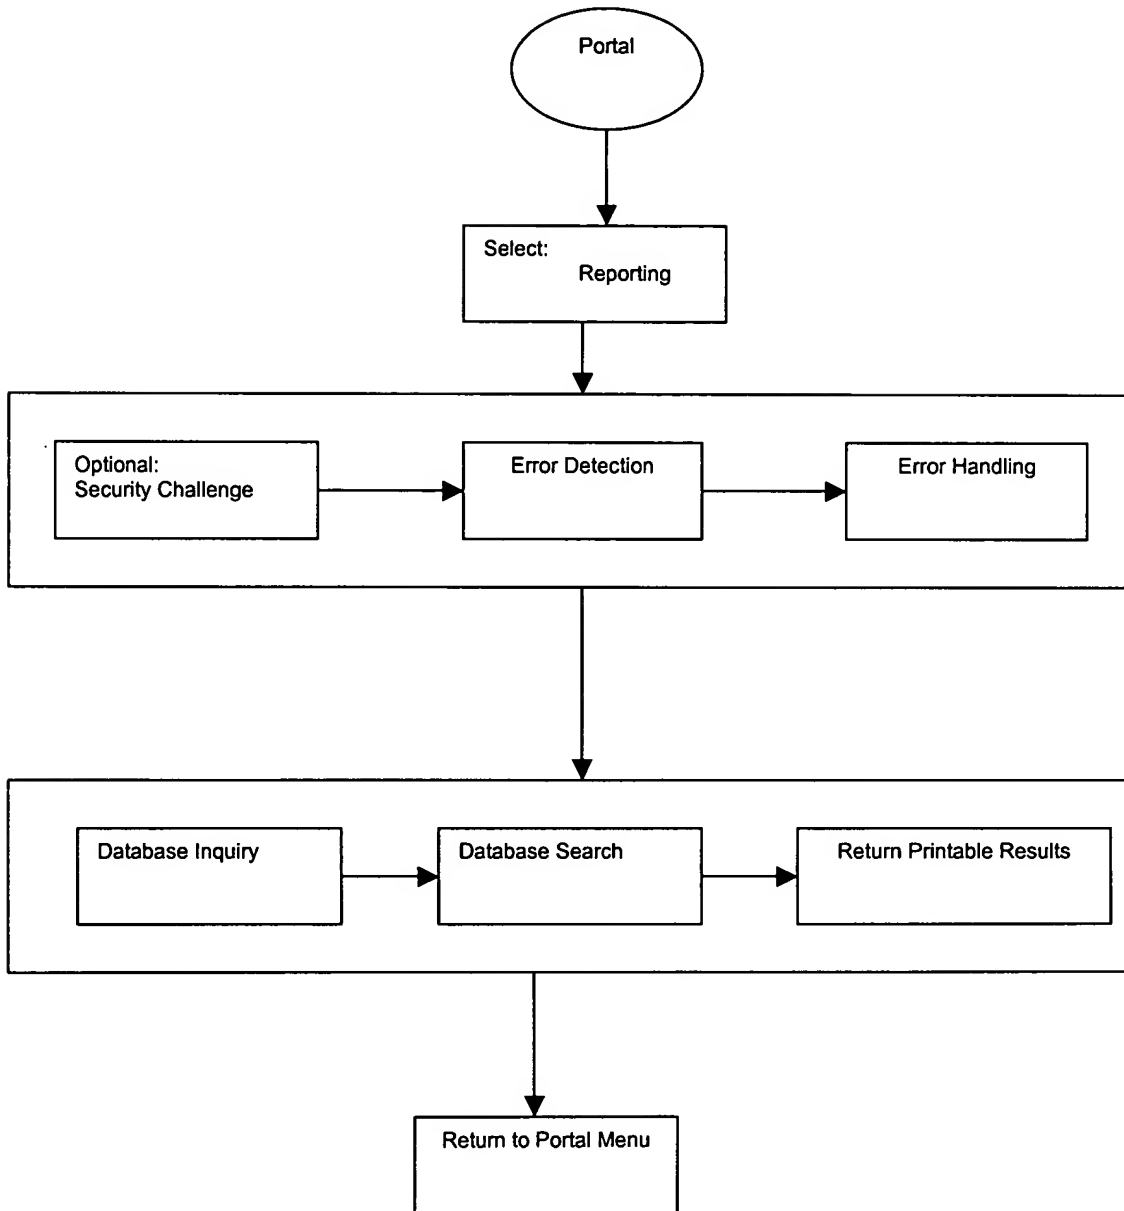 Portal
Select:
Reporting
Optional:
Security Challenge
Error Detection
Error Handling
Database Inquiry
Database Search
Return Printable Results
Return to Portal Menu